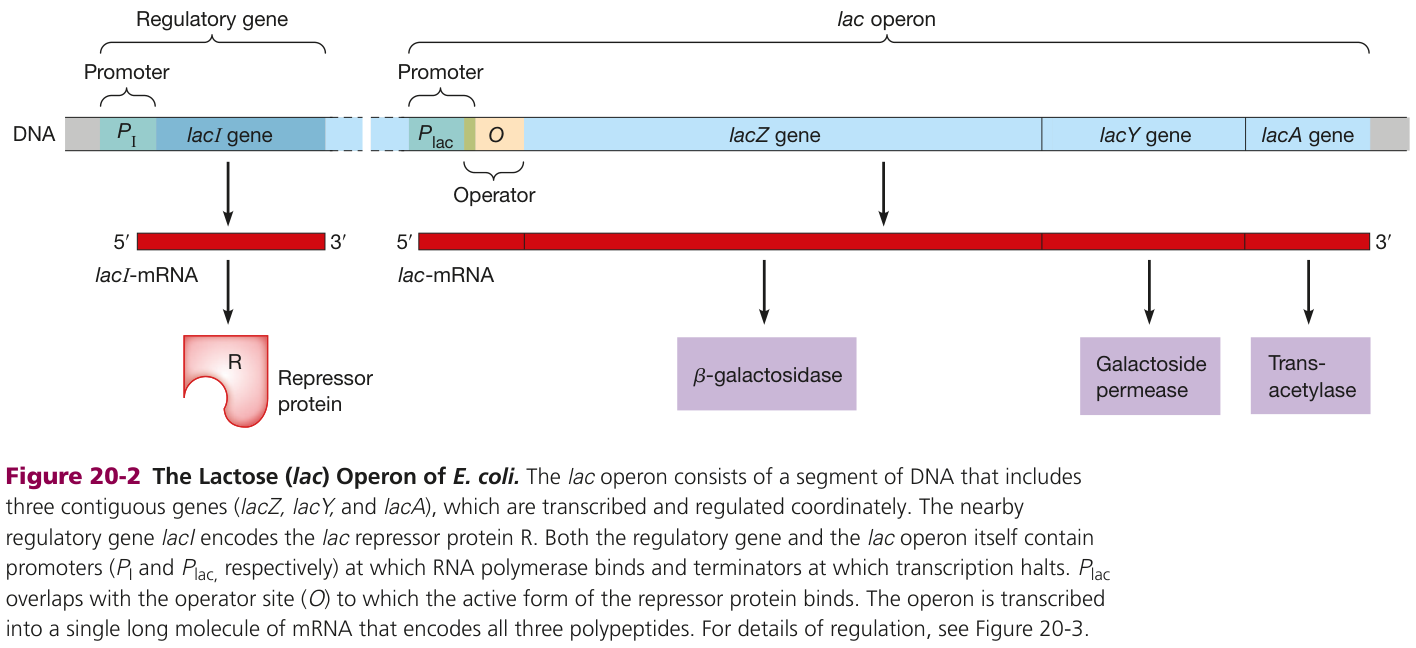 Regulatory gene
lac operon
Promoter
Promoter
DNA
PI
lacI gene
Plac
O
lacZ gene
lacY gene
lacA gene
Operator
5′
3′
5′
3′
lacI-mRNA
lac-mRNA
R
Repressor
protein
β-galactosidase
Galactoside
permease
Trans-
acetylase
Figure 20-2 The Lactose (lac) Operon of E. coli. The lac operon consists of a segment of DNA that includes
three contiguous genes (lacZ, lacY, and lacA), which are transcribed and regulated coordinately. The nearby
regulatory gene lacI encodes the lac repressor protein R. Both the regulatory gene and the lac operon itself contain
promoters (PI and Plac, respectively) at which RNA polymerase binds and terminators at which transcription halts. Plac
overlaps with the operator site (O) to which the active form of the repressor protein binds. The operon is transcribed
into a single long molecule of mRNA that encodes all three polypeptides. For details of regulation, see Figure 20-3.